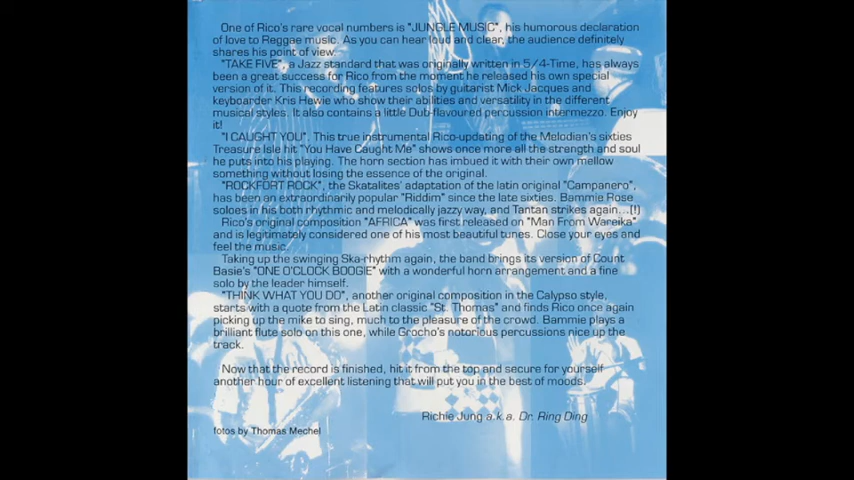 One of Rico's rare vocal numbers is "JUNGLE MUSIC", his humorous declaration
of love to Reggae music. As you can hear loud and clear, the audience definitely
shares his point of view.
"TAKE FIVE", a Jazz standard that was originally written in 5/4-Time, has always
been a great success for Rico from the moment he released his own special
version of it. This recording features solos by guitarist Mick Jacques and
keyboarder Kris Hewie who show their abilities and versatility in the different
musical styles. It also contains a little Dub-flavoured percussion intermezzo. Enjoy
it!
"I CAUGHT YOU". This true instrumental Rico-updating of the Melodian's sixties
Treasure Isle hit "You Have Caught Me" shows once more all the strength and soul
he puts into his playing. The horn section has imbued it with their own mellow
something without losing the essence of the original.
"ROCKFORT ROCK", the Skatalites' adaptation of the latin original "Campanero",
has been an extraordinarily popular "Riddim" since the late sixties. Bammie Rose
soloes in his both rhythmic and melodically jazzy way, and Tantan strikes again...(!)
Rico's original composition "AFRICA" was first released on "Man From Wareika"
and is legitimately considered one of his most beautiful tunes. Close your eyes and
feel the music.
Taking up the swinging Ska-rhythm again, the band brings its version of Count
Basie's "ONE O'CLOCK BOOGIE" with a wonderful horn arrangement and a fine
solo by the leader himself.
"THINK WHAT YOU DO", another original composition in the Calypso style,
starts with a quote from the Latin classic "St. Thomas" and finds Rico once again
picking up the mike to sing, much to the pleasure of the crowd. Bammie plays a
brilliant flute solo on this one, while Grocho's notorious percussions nice up the
track.
Now that the record is finished, hit it from the top and secure for yourself
another hour of excellent listening that will put you in the best of moods.
Richie Jung a.k.a. Dr. Ring Ding
fotos by Thomas Mechel